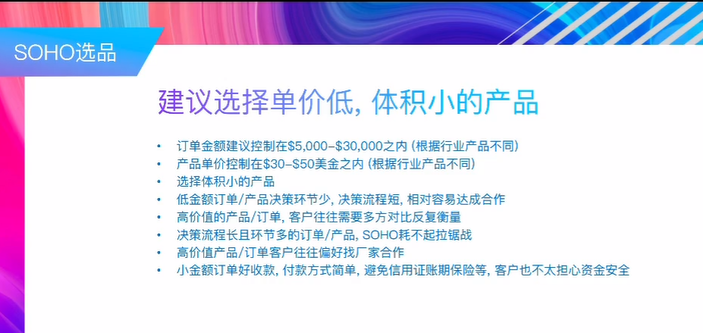 SOHO选品
建议选择单价低, 体积小的产品
• 订单金额建议控制在$5,000-$30,000之内 (根据行业产品不同)
• 产品单价控制在$30-$50美金之内 (根据行业产品不同)
• 选择体积小的产品
• 低金额订单/产品决策环节少, 决策流程短, 相对容易达成合作
• 高价值的产品/订单, 客户往往需要多方对比反复衡量
• 决策流程长且环节多的订单/产品, SOHO耗不起拉锯战
• 高价值产品/订单客户往往偏好找厂家合作
• 小金额订单好收款, 付款方式简单, 避免信用证账期保险等, 客户也不太担心资金安全